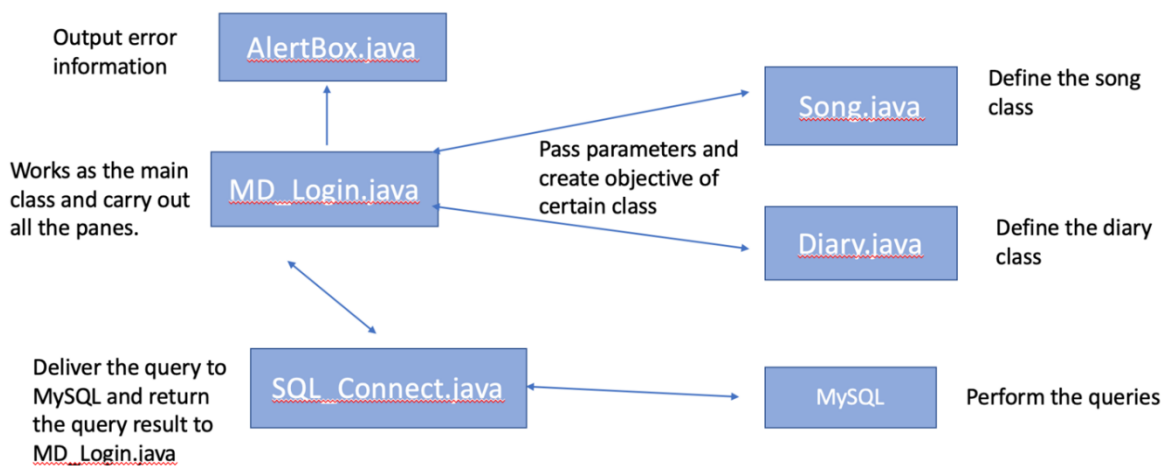 Output error
information
AlertBox.java
Song.java
Define the song
class
Works as the main
class and carry out
all the panes.
MD_Login.java
Pass parameters and
create objective of
certain class
Diary.java
Define the diary
class
Deliver the query to
MySQL and return
the query result to
MD_Login.java
SQL_Connect.java
MySQL
Perform the queries